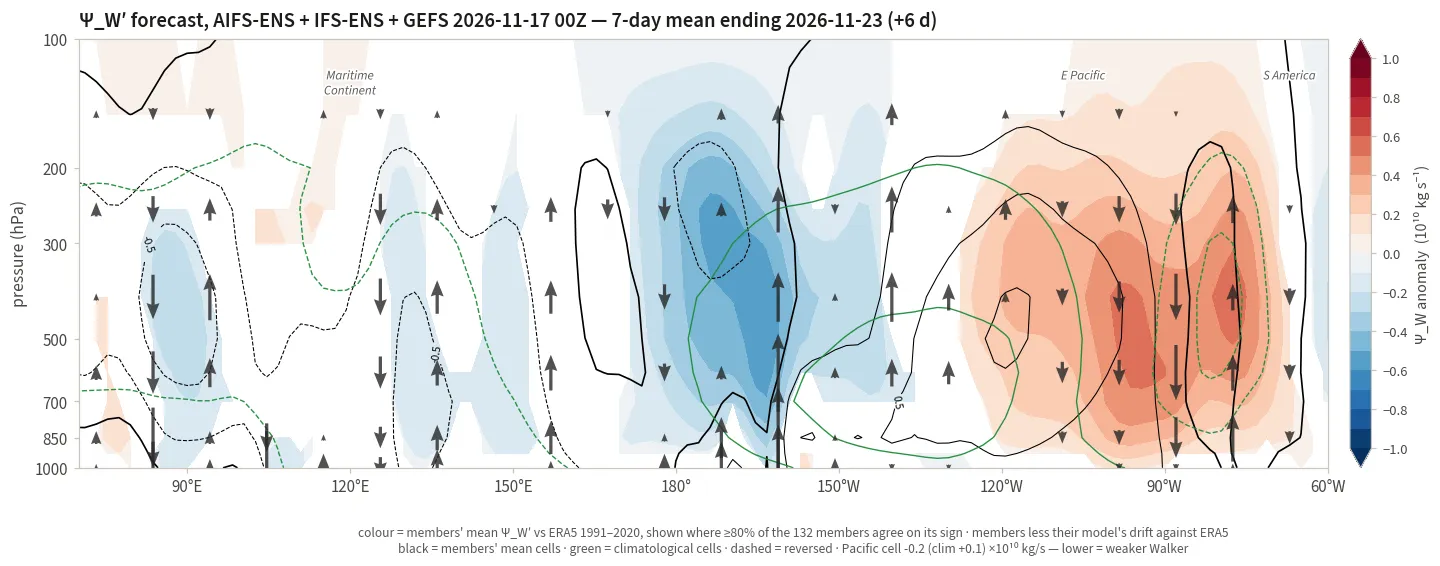 Ψ_W′ forecast, AIFS-ENS + IFS-ENS + GEFS 2026-11-17 00Z — 7-day mean ending 2026-11-23 (+6 d)
100
200
300
400
500
700
850
1000
pressure (hPa)
Maritime
Continent
E Pacific
S America
-0.5
-0.5
0.5
90°E
120°E
150°E
180°
150°W
120°W
90°W
60°W
1.0
0.8
0.6
0.4
0.2
0.0
−0.2
−0.4
−0.6
−0.8
−1.0
Ψ_W anomaly (10¹⁰ kg s⁻¹)
colour = members' mean Ψ_W′ vs ERA5 1991–2020, shown where ≥80% of the 132 members agree on its sign · members less their model's drift against ERA5
black = members' mean cells · green = climatological cells · dashed = reversed · Pacific cell -0.2 (clim +0.1) ×10¹⁰ kg/s — lower = weaker Walker